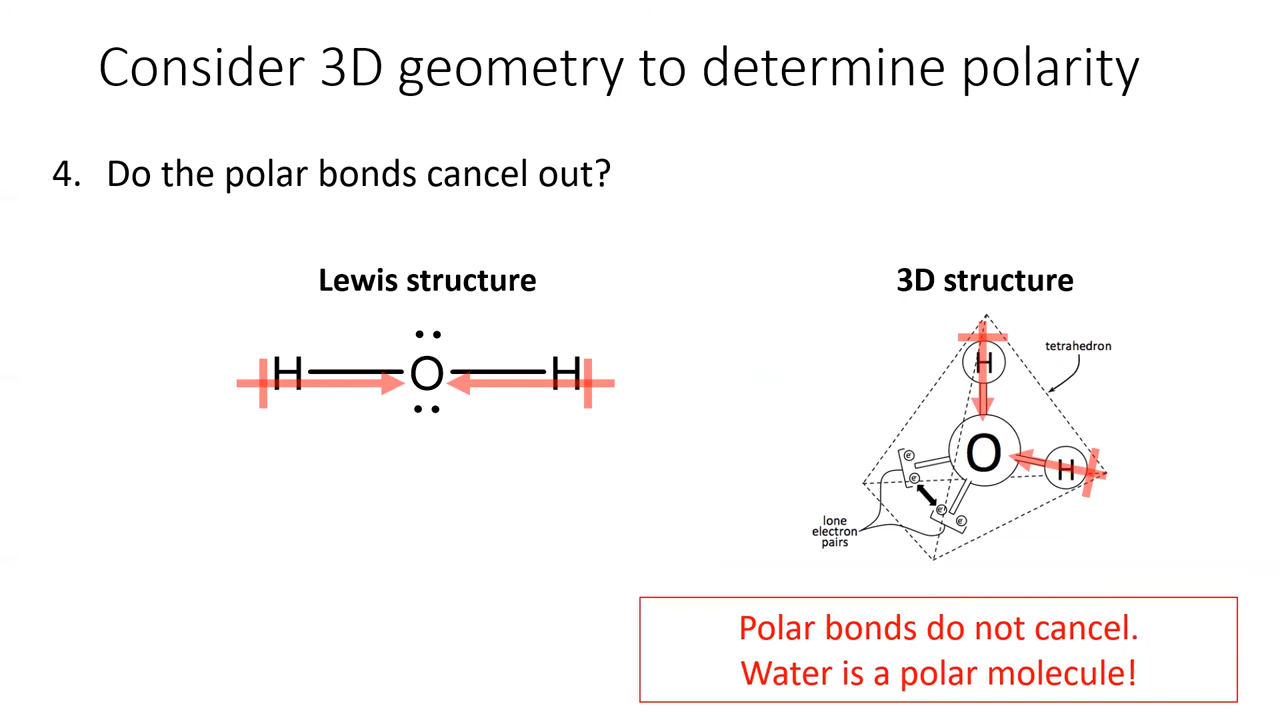 Consider 3D geometry to determine polarity
4. Do the polar bonds cancel out?
Lewis structure
3D structure
H O H
tetrahedron
H
O
H
e⁻
e⁻
e⁻
e⁻
lone
electron
pairs
Polar bonds do not cancel.
Water is a polar molecule!